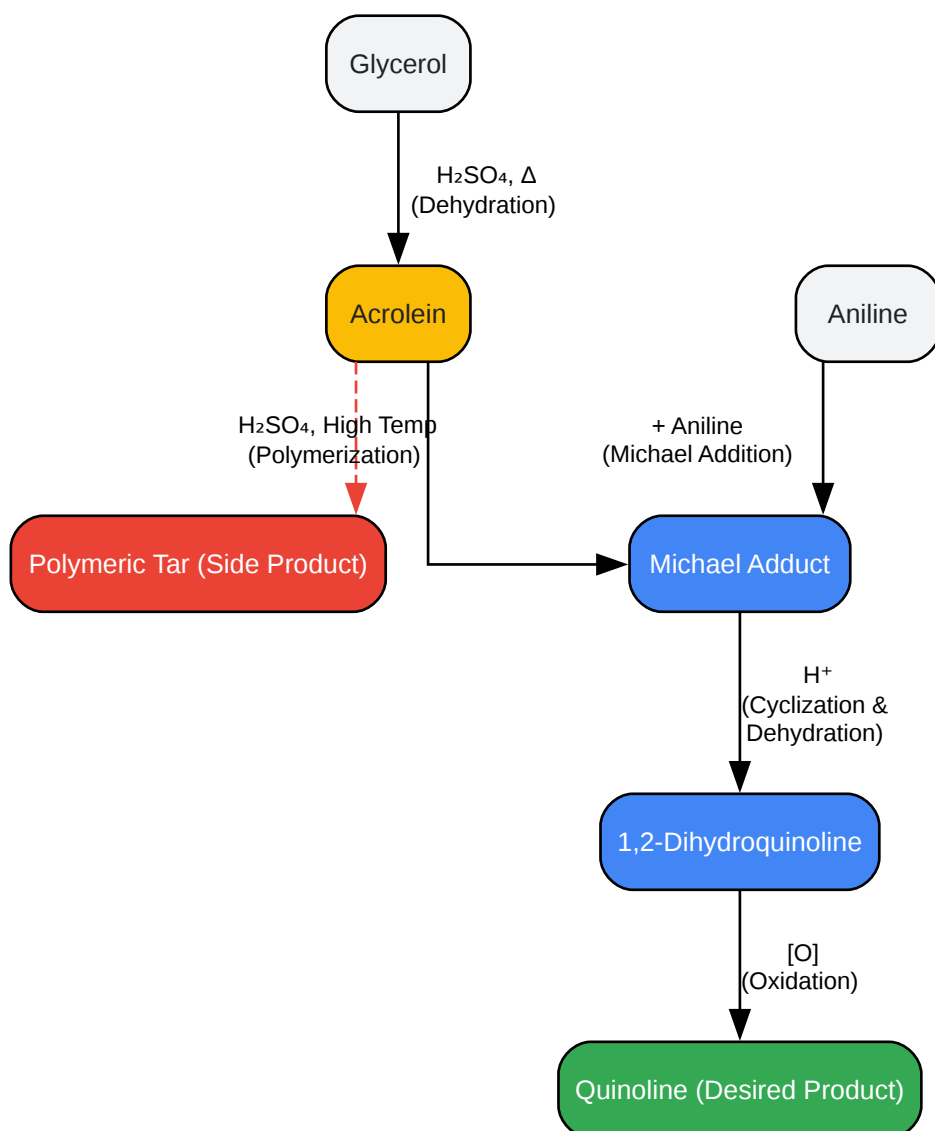 Glycerol
H₂SO₄, Δ
(Dehydration)
Acrolein
Aniline
H₂SO₄, High Temp
(Polymerization)
+ Aniline
(Michael Addition)
Polymeric Tar (Side Product)
Michael Adduct
H⁺
(Cyclization &
Dehydration)
1,2-Dihydroquinoline
[O]
(Oxidation)
Quinoline (Desired Product)